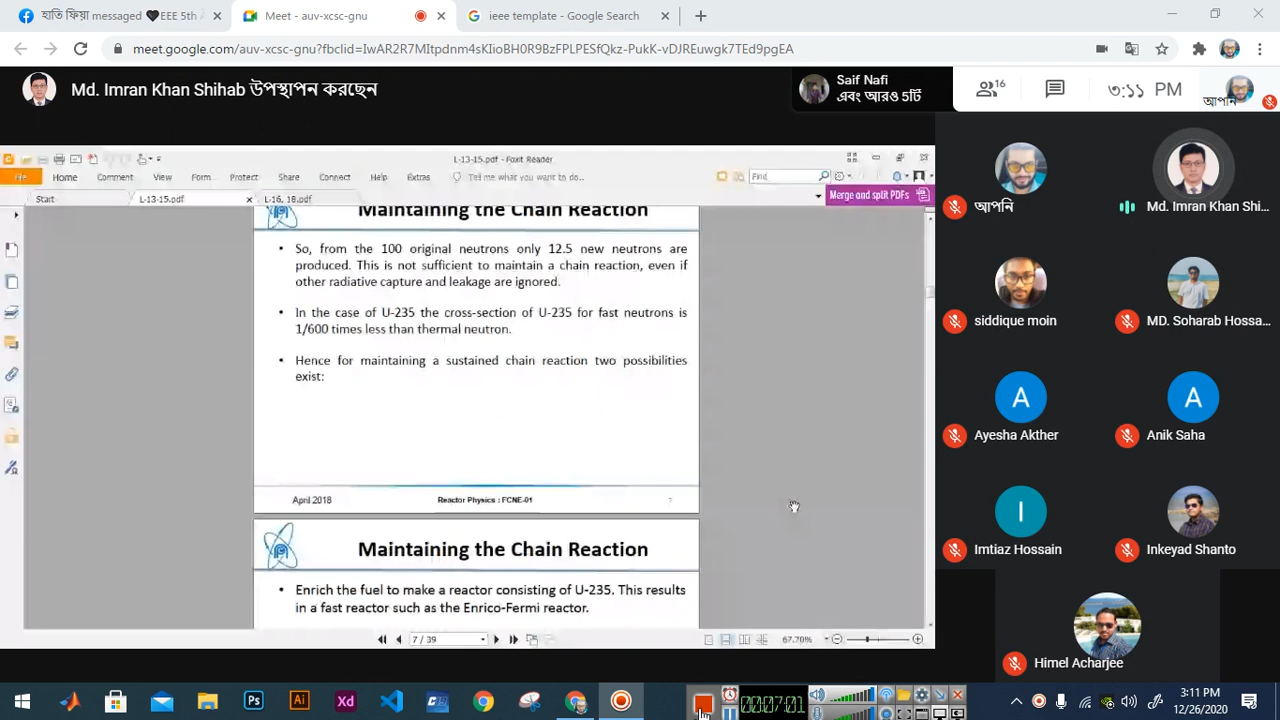 হাতি ফিয়া messaged 🖤EEE 5th A
Meet - auv-xcsc-gnu
ieee template - Google Search
meet.google.com/auv-xcsc-gnu?fbclid=IwAR2R7MItpdnm4sKIioBH0R9BzFPLPESfQkz-PukK-vDJREuwgk7TEd9pgEA
Md. Imran Khan Shihab উপস্থাপন করছেন
Saif Nafi
এবং আরও 5টি
16
৩:১১ PM
আপনি
L-13-15.pdf - Foxit Reader
File Home Comment View Form Protect Share Connect Help Extras Tell me what you want to do... Find
Start L-13-15.pdf L-16, 18.pdf Merge and split PDFs
Maintaining the Chain Reaction
• So, from the 100 original neutrons only 12.5 new neutrons are
produced. This is not sufficient to maintain a chain reaction, even if
other radiative capture and leakage are ignored.
• In the case of U-235 the cross-section of U-235 for fast neutrons is
1/600 times less than thermal neutron.
• Hence for maintaining a sustained chain reaction two possibilities
exist:
April 2018 Reactor Physics : FCNE-01 7
Maintaining the Chain Reaction
• Enrich the fuel to make a reactor consisting of U-235. This results
in a fast reactor such as the Enrico-Fermi reactor.
7 / 39 67.70%
আপনি
Md. Imran Khan Shi...
siddique moin
MD. Soharab Hossa...
A
Ayesha Akther
A
Anik Saha
I
Imtiaz Hossain
Inkeyad Shanto
Himel Acharjee
Ps Ai Xd
00:07:01
3:11 PM
12/26/2020